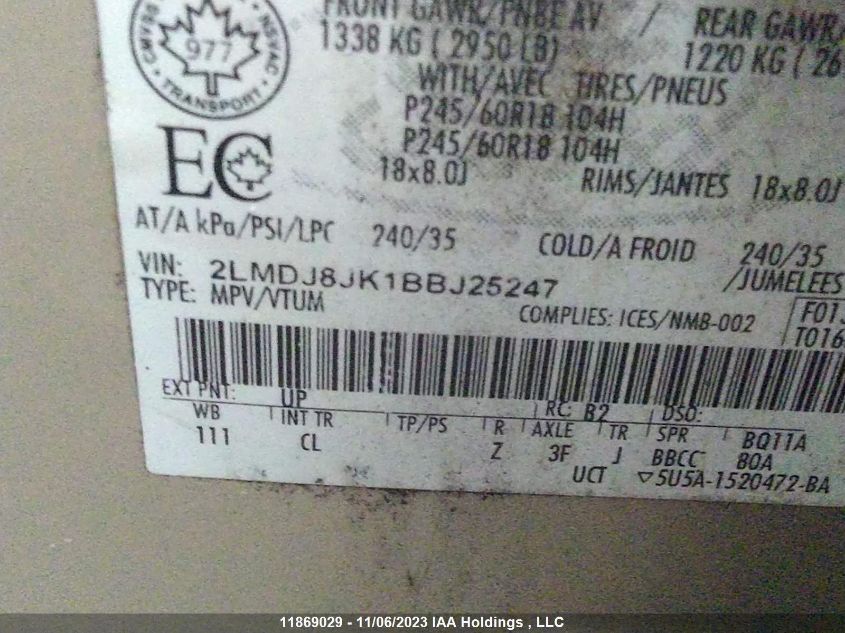 FRONT GAWR/PNBE AV / REAR GAWR/
1338 KG ( 2950 LB) 1220 KG ( 26
WITH/AVEC TIRES/PNEUS
P245/60R18 104H
P245/60R18 104H
18x8.0J RIMS/JANTES 18x8.0J
977
NSVAC
TRANSPORT
EC
AT/A kPa/PSI/LPC 240/35 COLD/A FROID 240/35
VIN: 2LMDJ8JK1BBJ25247 /JUMELEES
TYPE: MPV/VTUM
COMPLIES: ICES/NMB-002
T016
EXT PNT: UP RC: B2 DSO:
WB INT TR TP/PS R AXLE TR SPR BQ11A
111 CL Z 3F J BBCC 80A
UCT ▽5U5A-1520472-BA
11869029 - 11/06/2023 IAA Holdings , LLC